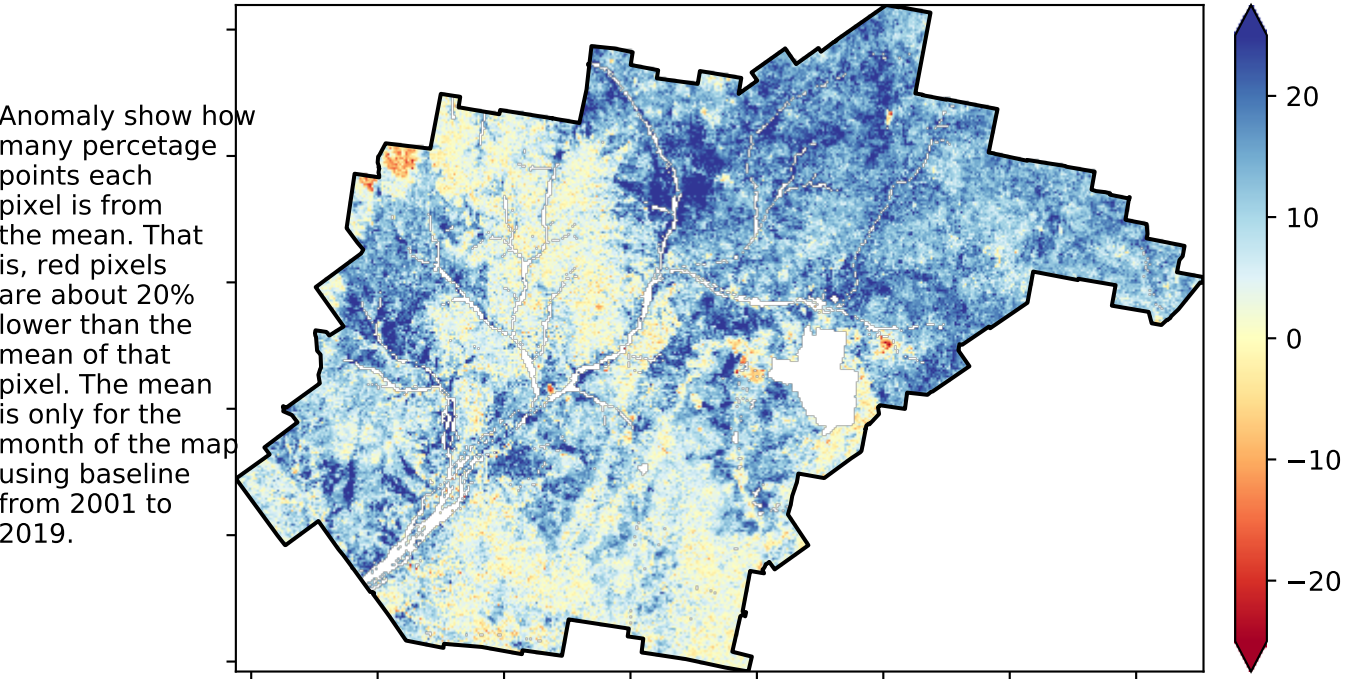 Anomaly show how
many percetage
points each
pixel is from
the mean. That
is, red pixels
are about 20%
lower than the
mean of that
pixel. The mean
is only for the
month of the map
using baseline
from 2001 to
2019.
20
10
0
−10
−20